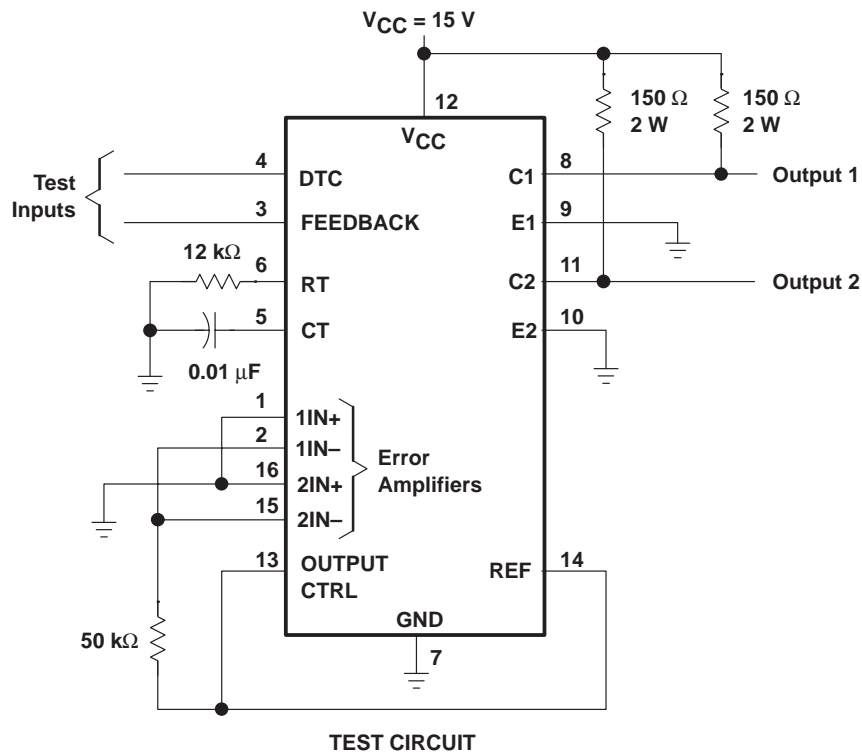 VCC = 15 V
12
VCC
150 Ω
2 W
150 Ω
2 W
Test
Inputs
4
DTC
3
FEEDBACK
12 kΩ
6
RT
5
CT
0.01 μF
C1
8
Output 1
E1
9
C2
11
Output 2
E2
10
1
1IN+
2
1IN–
16
2IN+
15
2IN–
Error
Amplifiers
13
OUTPUT
CTRL
REF
14
GND
7
50 kΩ
TEST CIRCUIT